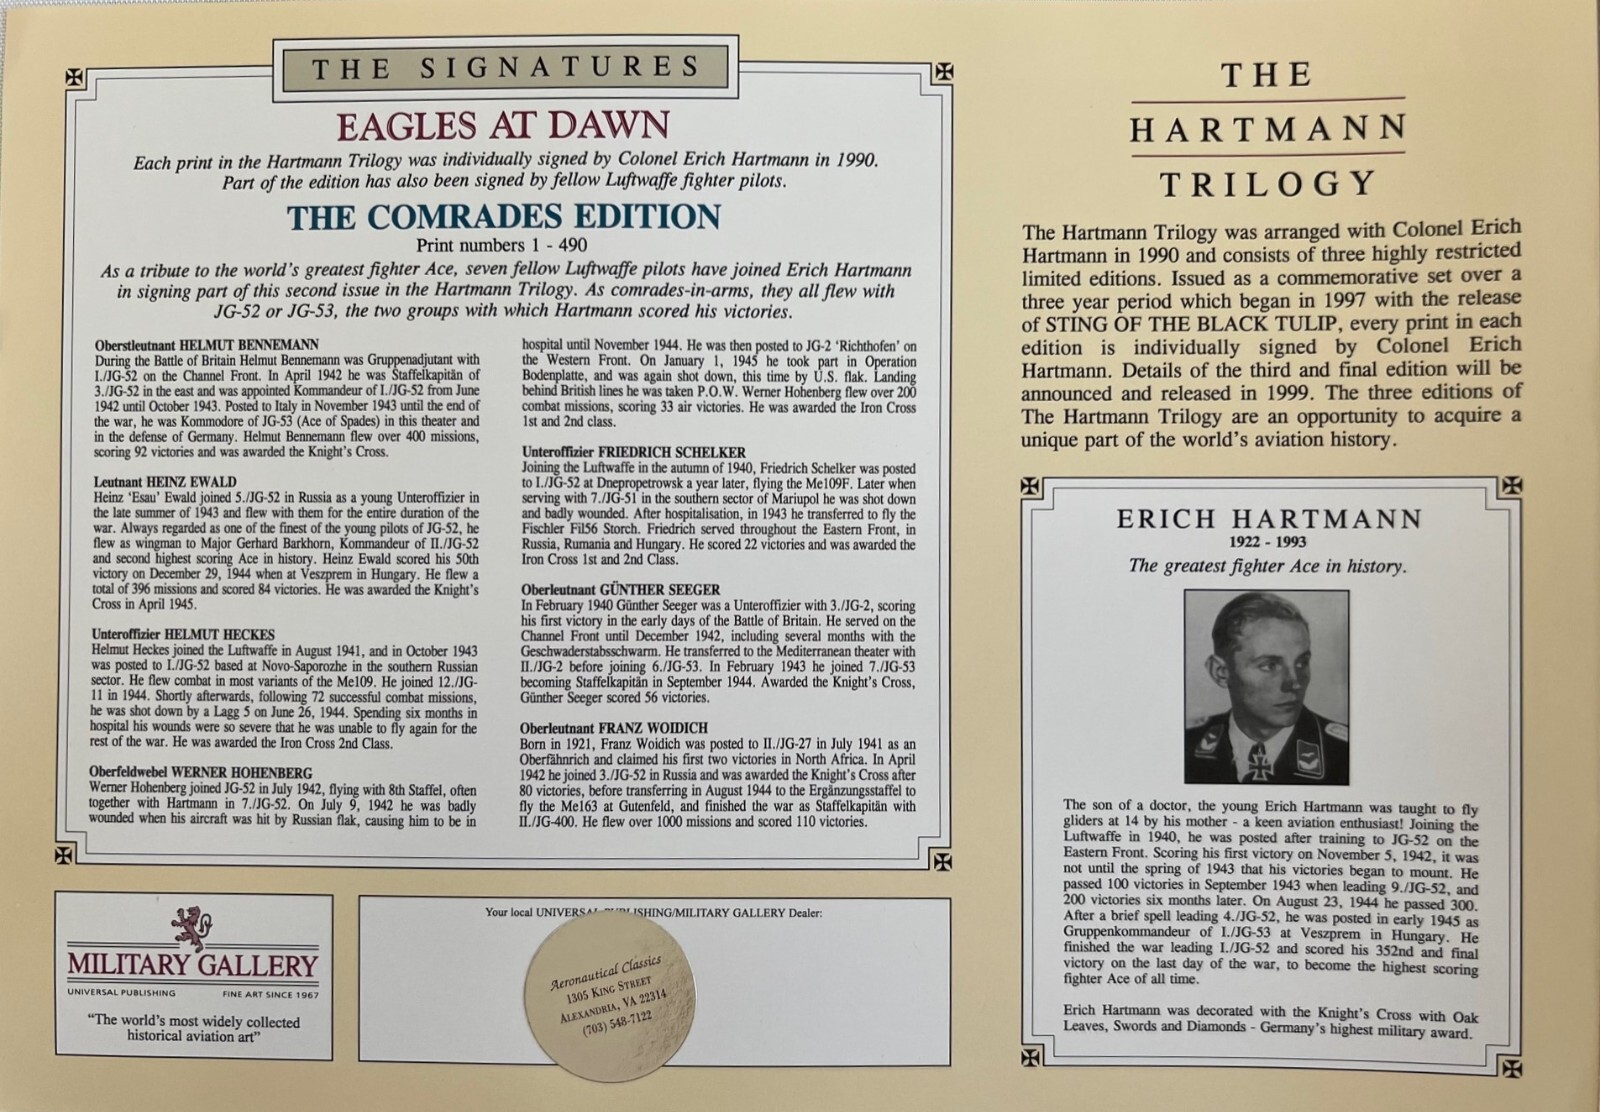 THE SIGNATURES
EAGLES AT DAWN
Each print in the Hartmann Trilogy was individually signed by Colonel Erich Hartmann in 1990.
Part of the edition has also been signed by fellow Luftwaffe fighter pilots.
THE COMRADES EDITION
Print numbers 1 - 490
As a tribute to the world's greatest fighter Ace, seven fellow Luftwaffe pilots have joined Erich Hartmann
in signing part of this second issue in the Hartmann Trilogy. As comrades-in-arms, they all flew with
JG-52 or JG-53, the two groups with which Hartmann scored his victories.
Oberstleutnant HELMUT BENNEMANN
During the Battle of Britain Helmut Bennemann was Gruppenadjutant with
I./JG-52 on the Channel Front. In April 1942 he was Staffelkapitän of
3./JG-52 in the east and was appointed Kommandeur of I./JG-52 from June
1942 until October 1943. Posted to Italy in November 1943 until the end of
the war, he was Kommodore of JG-53 (Ace of Spades) in this theater and
in the defense of Germany. Helmut Bennemann flew over 400 missions,
scoring 92 victories and was awarded the Knight's Cross.
Leutnant HEINZ EWALD
Heinz 'Esau' Ewald joined 5./JG-52 in Russia as a young Unteroffizier in
the late summer of 1943 and flew with them for the entire duration of the
war. Always regarded as one of the finest of the young pilots of JG-52, he
flew as wingman to Major Gerhard Barkhorn, Kommandeur of II./JG-52
and second highest scoring Ace in history. Heinz Ewald scored his 50th
victory on December 29, 1944 when at Veszprem in Hungary. He flew a
total of 396 missions and scored 84 victories. He was awarded the Knight's
Cross in April 1945.
Unteroffizier HELMUT HECKES
Helmut Heckes joined the Luftwaffe in August 1941, and in October 1943
was posted to I./JG-52 based at Novo-Saporozhe in the southern Russian
sector. He flew combat in most variants of the Me109. He joined 12./JG-
11 in 1944. Shortly afterwards, following 72 successful combat missions,
he was shot down by a Lagg 5 on June 26, 1944. Spending six months in
hospital his wounds were so severe that he was unable to fly again for the
rest of the war. He was awarded the Iron Cross 2nd Class.
Oberfeldwebel WERNER HOHENBERG
Werner Hohenberg joined JG-52 in July 1942, flying with 8th Staffel, often
together with Hartmann in 7./JG-52. On July 9, 1942 he was badly
wounded when his aircraft was hit by Russian flak, causing him to be in
hospital until November 1944. He was then posted to JG-2 'Richthofen' on
the Western Front. On January 1, 1945 he took part in Operation
Bodenplatte, and was again shot down, this time by U.S. flak. Landing
behind British lines he was taken P.O.W. Werner Hohenberg flew over 200
combat missions, scoring 33 air victories. He was awarded the Iron Cross
1st and 2nd class.
Unteroffizier FRIEDRICH SCHELKER
Joining the Luftwaffe in the autumn of 1940, Friedrich Schelker was posted
to I./JG-52 at Dnepropetrowsk a year later, flying the Me109F. Later when
serving with 7./JG-51 in the southern sector of Mariupol he was shot down
and badly wounded. After hospitalisation, in 1943 he transferred to fly the
Fischler Fil56 Storch. Friedrich served throughout the Eastern Front, in
Russia, Rumania and Hungary. He scored 22 victories and was awarded the
Iron Cross 1st and 2nd Class.
Oberleutnant GÜNTHER SEEGER
In February 1940 Günther Seeger was a Unteroffizier with 3./JG-2, scoring
his first victory in the early days of the Battle of Britain. He served on the
Channel Front until December 1942, including several months with the
Geschwaderstabsschwarm. He transferred to the Mediterranean theater with
II./JG-2 before joining 6./JG-53. In February 1943 he joined 7./JG-53
becoming Staffelkapitän in September 1944. Awarded the Knight's Cross,
Günther Seeger scored 56 victories.
Oberleutnant FRANZ WOIDICH
Born in 1921, Franz Woidich was posted to II./JG-27 in July 1941 as an
Oberfähnrich and claimed his first two victories in North Africa. In April
1942 he joined 3./JG-52 in Russia and was awarded the Knight's Cross after
80 victories, before transferring in August 1944 to the Ergänzungsstaffel to
fly the Me163 at Gutenfeld, and finished the war as Staffelkapitän with
II./JG-400. He flew over 1000 missions and scored 110 victories.
MILITARY GALLERY
UNIVERSAL PUBLISHING FINE ART SINCE 1967
"The world's most widely collected
historical aviation art"
Your local UNIVERSAL PUBLISHING/MILITARY GALLERY Dealer:
Aeronautical Classics
1305 KING STREET
ALEXANDRIA, VA 22314
(703) 548-7122
THE
HARTMANN
TRILOGY
The Hartmann Trilogy was arranged with Colonel Erich
Hartmann in 1990 and consists of three highly restricted
limited editions. Issued as a commemorative set over a
three year period which began in 1997 with the release
of STING OF THE BLACK TULIP, every print in each
edition is individually signed by Colonel Erich
Hartmann. Details of the third and final edition will be
announced and released in 1999. The three editions of
The Hartmann Trilogy are an opportunity to acquire a
unique part of the world's aviation history.
ERICH HARTMANN
1922 - 1993
The greatest fighter Ace in history.
The son of a doctor, the young Erich Hartmann was taught to fly
gliders at 14 by his mother - a keen aviation enthusiast! Joining the
Luftwaffe in 1940, he was posted after training to JG-52 on the
Eastern Front. Scoring his first victory on November 5, 1942, it was
not until the spring of 1943 that his victories began to mount. He
passed 100 victories in September 1943 when leading 9./JG-52, and
200 victories six months later. On August 23, 1944 he passed 300.
After a brief spell leading 4./JG-52, he was posted in early 1945 as
Gruppenkommandeur of I./JG-53 at Veszprem in Hungary. He
finished the war leading I./JG-52 and scored his 352nd and final
victory on the last day of the war, to become the highest scoring
fighter Ace of all time.
Erich Hartmann was decorated with the Knight's Cross with Oak
Leaves, Swords and Diamonds - Germany's highest military award.